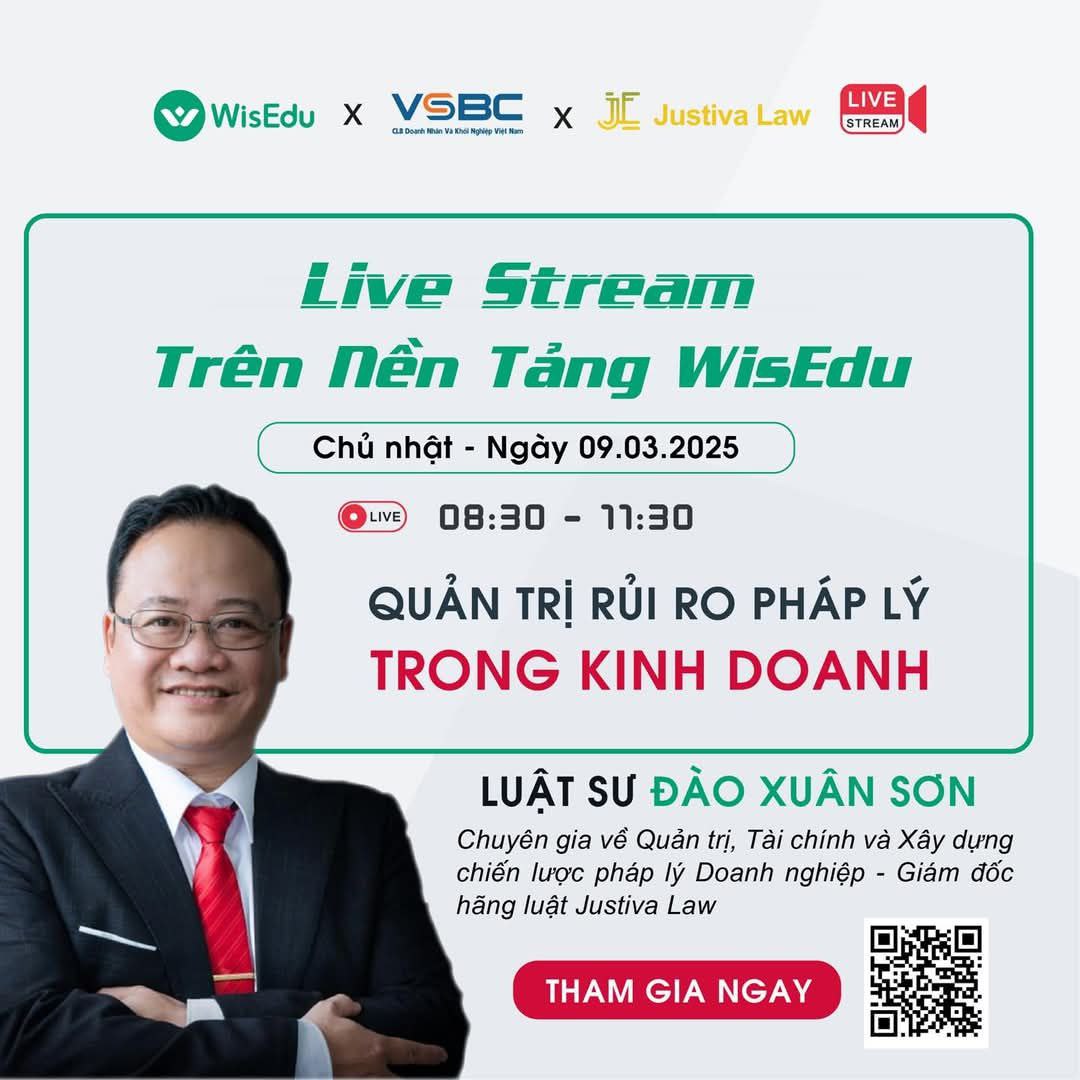 WisEdu X VSBC X Justiva Law LIVE STREAM
CLB Doanh Nhân Và Khởi Nghiệp Việt Nam
Live Stream
Trên Nền Tảng WisEdu
Chủ nhật - Ngày 09.03.2025
LIVE 08:30 - 11:30
QUẢN TRỊ RỦI RO PHÁP LÝ
TRONG KINH DOANH
LUẬT SƯ ĐÀO XUÂN SƠN
Chuyên gia về Quản trị, Tài chính và Xây dựng
chiến lược pháp lý Doanh nghiệp - Giám đốc
hãng luật Justiva Law
THAM GIA NGAY